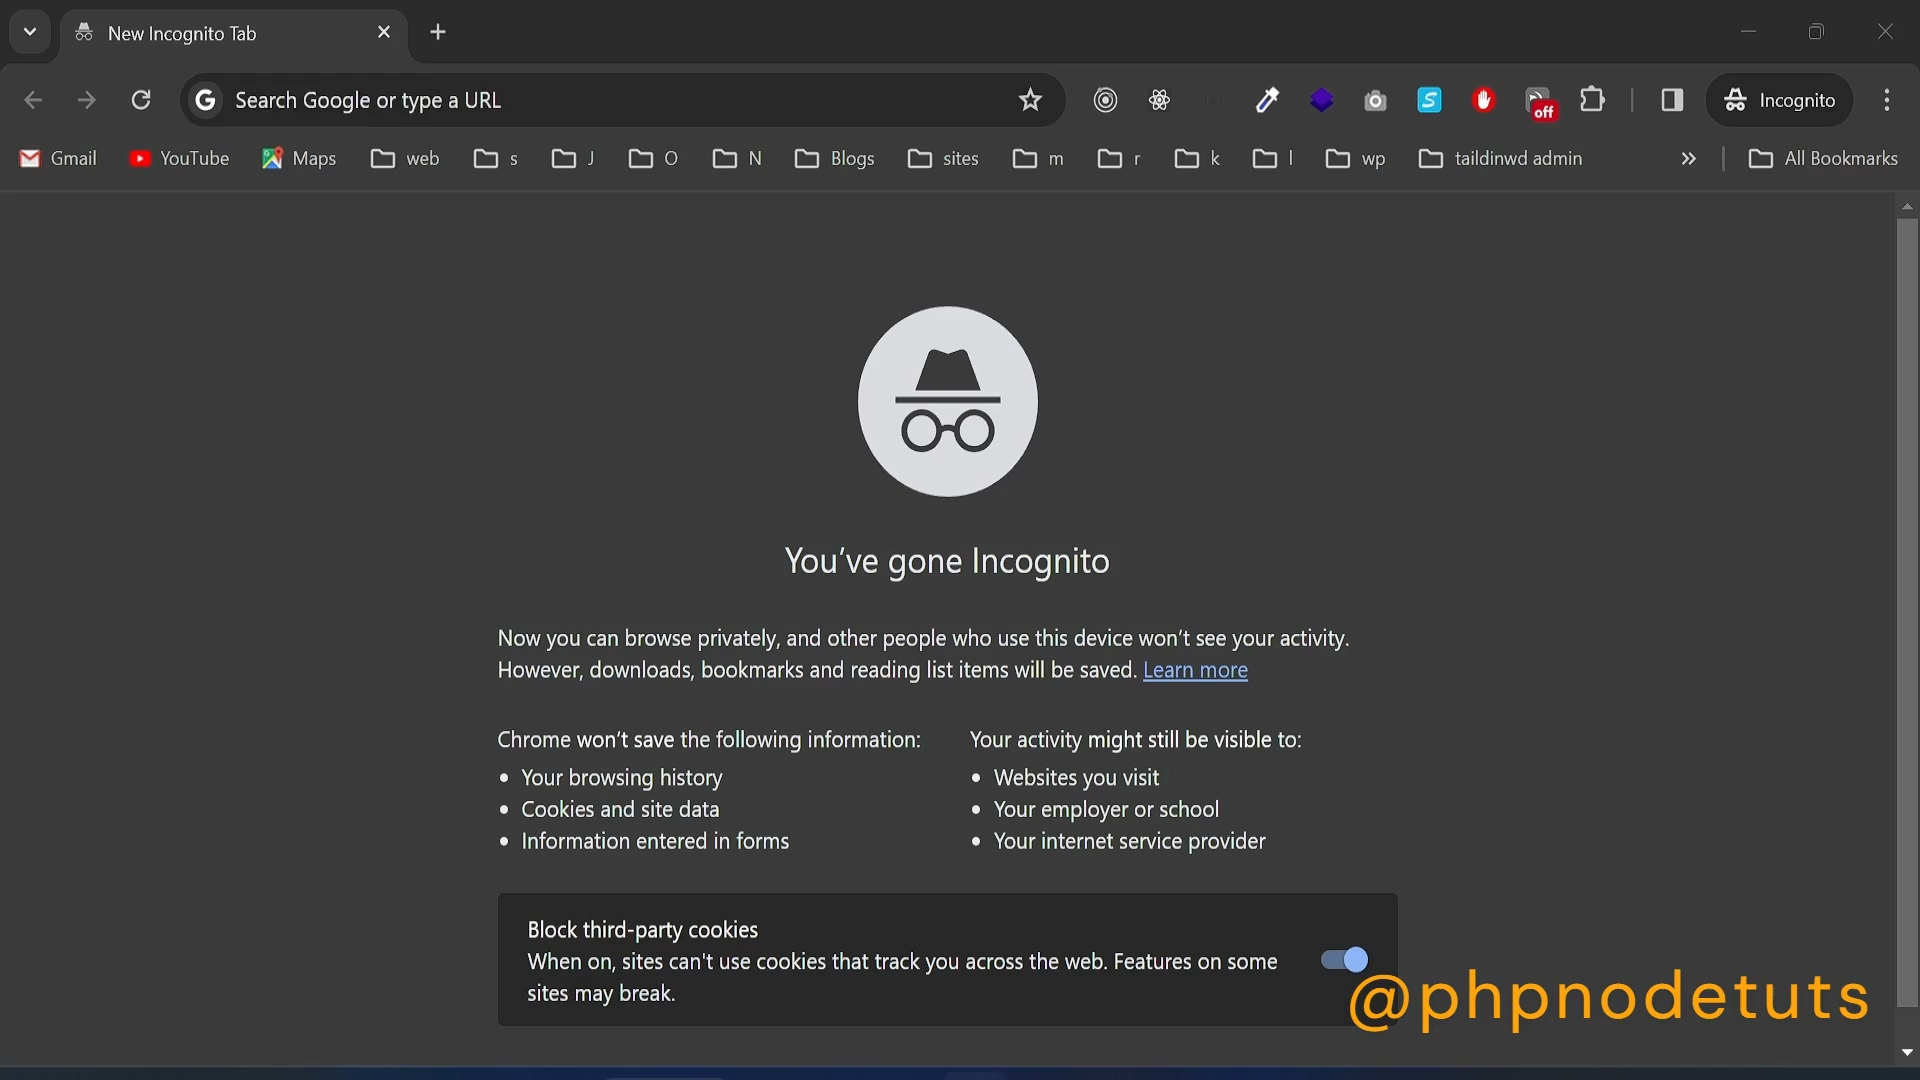 New Incognito Tab
Search Google or type a URL
off
Incognito
Gmail
YouTube
Maps
web
s
J
O
N
Blogs
sites
m
r
k
l
wp
taildinwd admin
All Bookmarks
You've gone Incognito
Now you can browse privately, and other people who use this device won't see your activity.
However, downloads, bookmarks and reading list items will be saved. Learn more
Chrome won't save the following information:
Your browsing history
Cookies and site data
Information entered in forms
Your activity might still be visible to:
Websites you visit
Your employer or school
Your internet service provider
Block third-party cookies
When on, sites can't use cookies that track you across the web. Features on some
sites may break.
@phpnodetuts